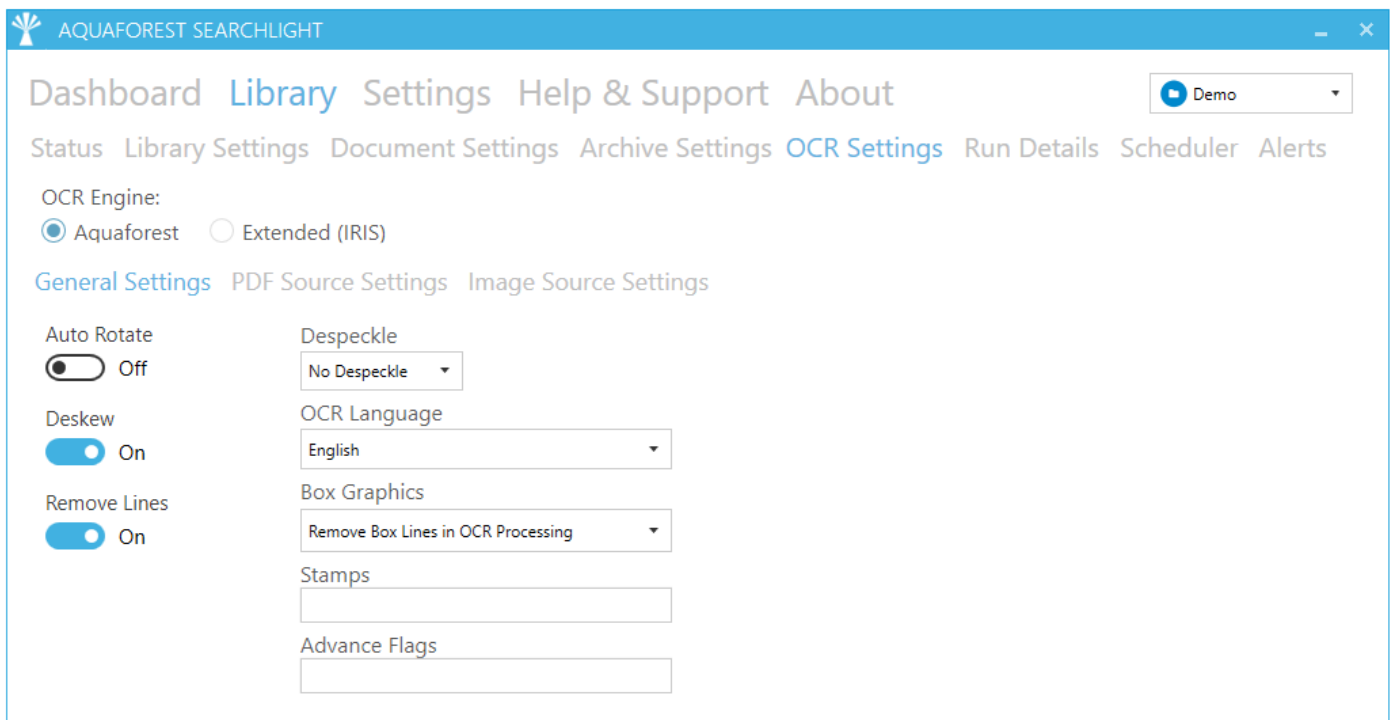 AQUAFOREST SEARCHLIGHT
Dashboard Library Settings Help & Support About Demo
Status Library Settings Document Settings Archive Settings OCR Settings Run Details Scheduler Alerts
OCR Engine:
Aquaforest Extended (IRIS)
General Settings PDF Source Settings Image Source Settings
Auto Rotate Despeckle
Off No Despeckle
Deskew OCR Language
On English
Remove Lines Box Graphics
On Remove Box Lines in OCR Processing
Stamps
Advance Flags